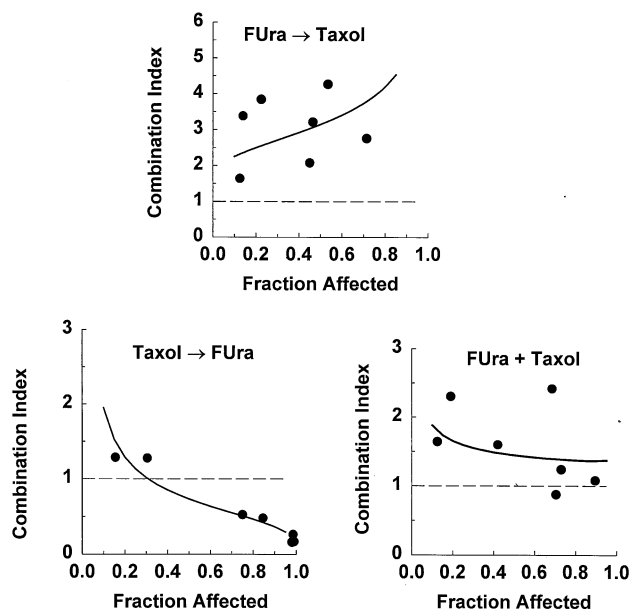 FUra → Taxol
Combination Index
6
5
4
3
2
1
0
0.0 0.2 0.4 0.6 0.8 1.0
Fraction Affected
Taxol → FUra
Combination Index
3
2
1
0
0.0 0.2 0.4 0.6 0.8 1.0
Fraction Affected
FUra + Taxol
Combination Index
3
2
1
0
0.0 0.2 0.4 0.6 0.8 1.0
Fraction Affected